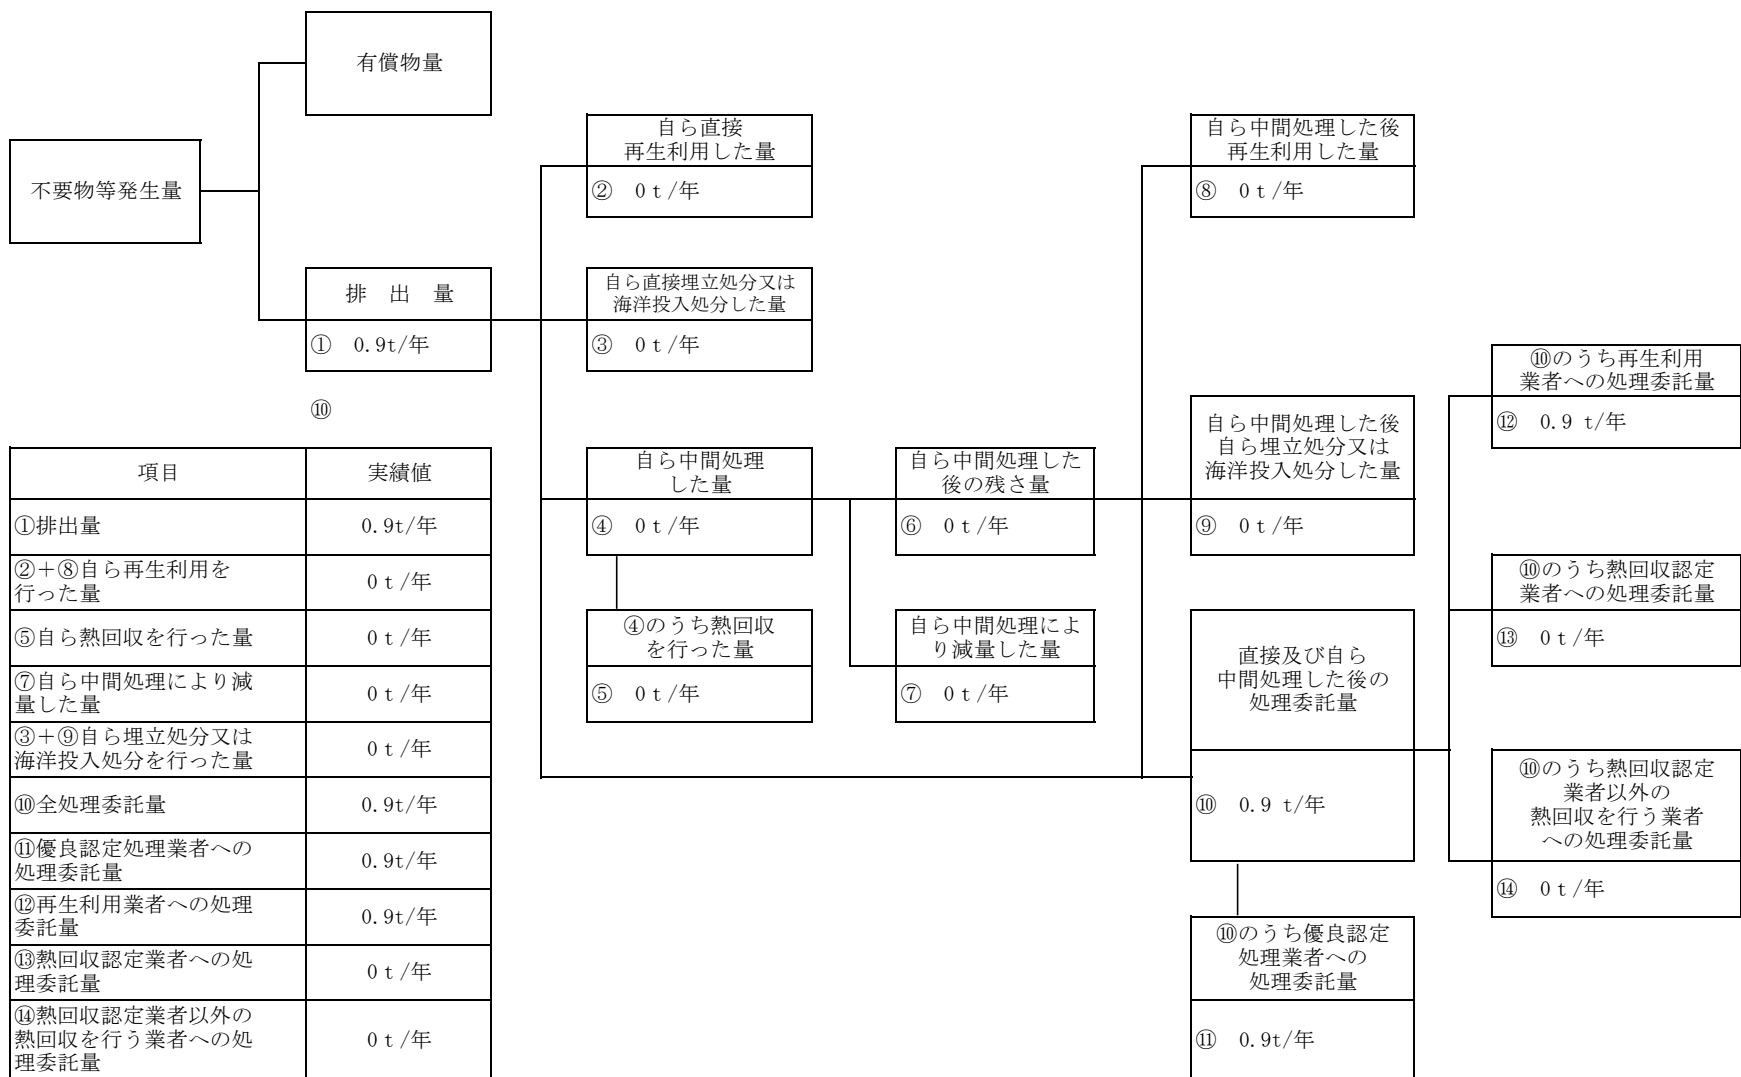 有償物量
不要物等発生量
排　出　量
①　0.9t/年
⑩
自ら直接
再生利用した量
②　0ｔ/年
自ら直接埋立処分又は
海洋投入処分した量
③　0ｔ/年
自ら中間処理
した量
④　0ｔ/年
④のうち熱回収
を行った量
⑤　0ｔ/年
自ら中間処理した
後の残さ量
⑥　0ｔ/年
自ら中間処理によ
り減量した量
⑦　0ｔ/年
自ら中間処理した後
再生利用した量
⑧　0ｔ/年
自ら中間処理した後
自ら埋立処分又は
海洋投入処分した量
⑨　0ｔ/年
直接及び自ら
中間処理した後の
処理委託量
⑩　0.9 t/年
⑩のうち優良認定
処理業者への
処理委託量
⑪　0.9t/年
⑩のうち再生利用
業者への処理委託量
⑫　0.9 t/年
⑩のうち熱回収認定
業者への処理委託量
⑬　0ｔ/年
⑩のうち熱回収認定
業者以外の
熱回収を行う業者
への処理委託量
⑭　0ｔ/年
項目　実績値
①排出量　0.9t/年
②＋⑧自ら再生利用を
行った量　0ｔ/年
⑤自ら熱回収を行った量　0ｔ/年
⑦自ら中間処理により減
量した量　0ｔ/年
③＋⑨自ら埋立処分又は
海洋投入処分を行った量　0ｔ/年
⑩全処理委託量　0.9t/年
⑪優良認定処理業者への
処理委託量　0.9t/年
⑫再生利用業者への処理
委託量　0.9t/年
⑬熱回収認定業者への処
理委託量　0ｔ/年
⑭熱回収認定業者以外の
熱回収を行う業者への処
理委託量　0ｔ/年